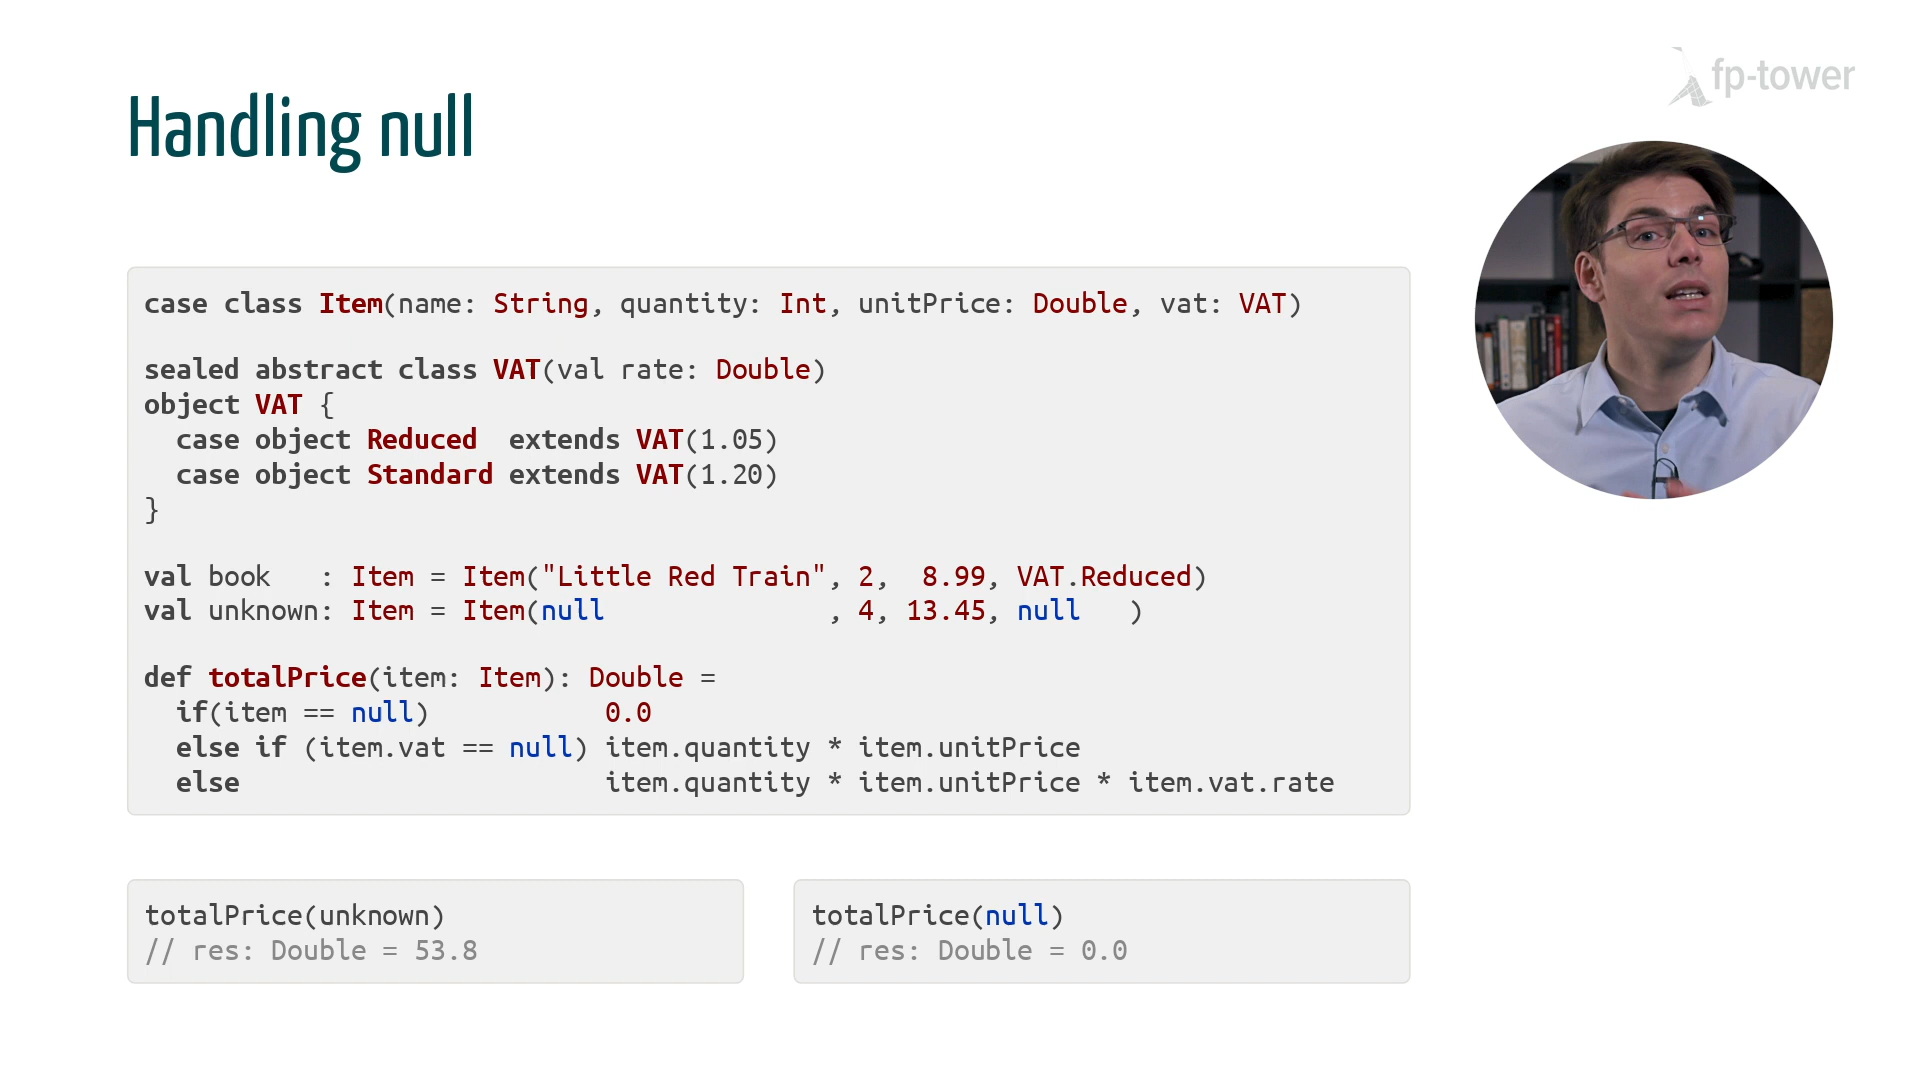 fp-tower
Handling null
case class Item(name: String, quantity: Int, unitPrice: Double, vat: VAT)
sealed abstract class VAT(val rate: Double)
object VAT {
  case object Reduced  extends VAT(1.05)
  case object Standard extends VAT(1.20)
}
val book   : Item = Item("Little Red Train", 2,  8.99, VAT.Reduced)
val unknown: Item = Item(null              , 4, 13.45, null   )
def totalPrice(item: Item): Double =
  if(item == null)           0.0
  else if (item.vat == null) item.quantity * item.unitPrice
  else                       item.quantity * item.unitPrice * item.vat.rate
totalPrice(unknown)
// res: Double = 53.8
totalPrice(null)
// res: Double = 0.0